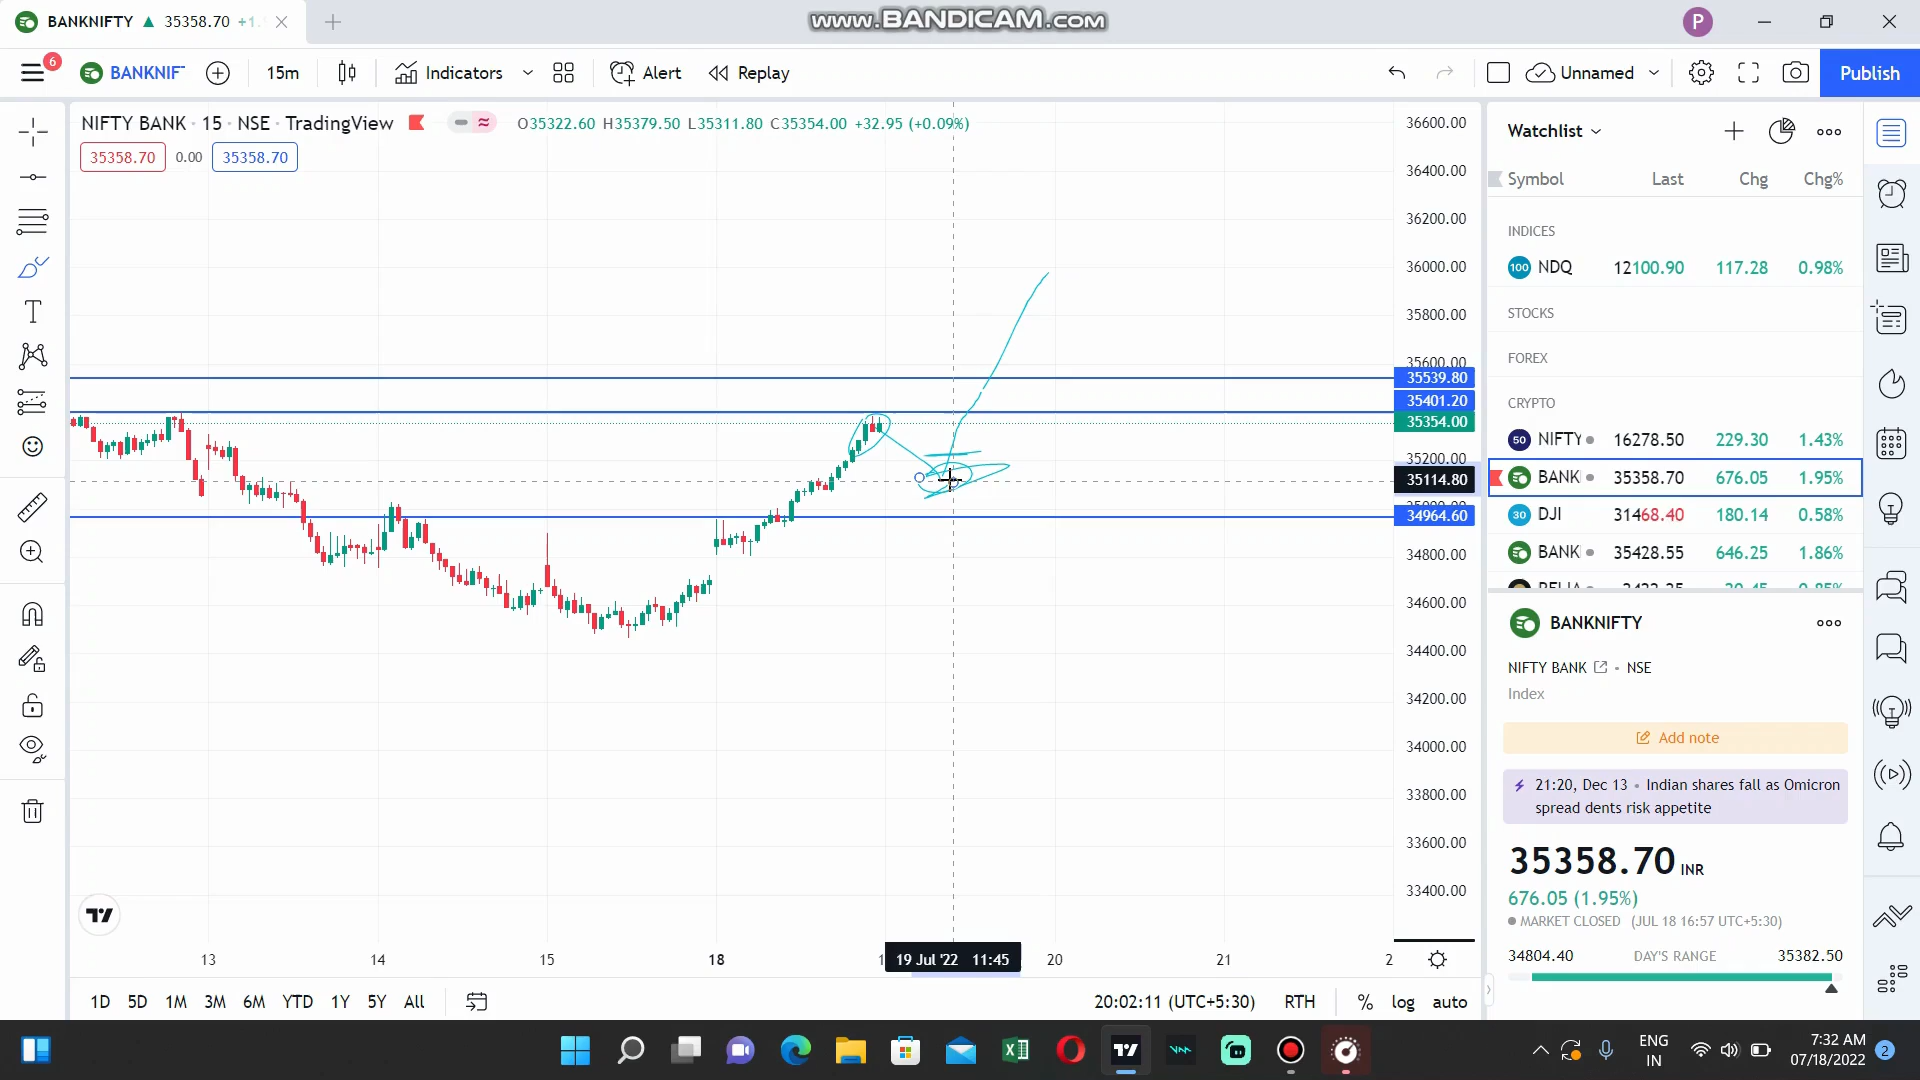 BANKNIFTY ▲ 35358.70 +1.
www.BANDICAM.com
P
6
BANKNIF
15m
Indicators
Alert
Replay
Unnamed
Publish
NIFTY BANK · 15 · NSE · TradingView
O35322.60 H35379.50 L35311.80 C35354.00 +32.95 (+0.09%)
35358.70 0.00 35358.70
36600.00
36400.00
36200.00
36000.00
35800.00
35600.00
35539.80
35401.20
35354.00
35200.00
35114.80
35000.00
34964.60
34800.00
34600.00
34400.00
34200.00
34000.00
33800.00
33600.00
33400.00
13 14 15 18 19 Jul '22 11:45 20 21 2
1D 5D 1M 3M 6M YTD 1Y 5Y All
20:02:11 (UTC+5:30) RTH % log auto
Watchlist
Symbol Last Chg Chg%
INDICES
100 NDQ 12100.90 117.28 0.98%
STOCKS
FOREX
CRYPTO
50 NIFTY 16278.50 229.30 1.43%
BANK 35358.70 676.05 1.95%
30 DJI 31468.40 180.14 0.58%
BANK 35428.55 646.25 1.86%
BANKNIFTY
NIFTY BANK • NSE
Index
Add note
21:20, Dec 13 • Indian shares fall as Omicron
spread dents risk appetite
35358.70 INR
676.05 (1.95%)
MARKET CLOSED (JUL 18 16:57 UTC+5:30)
34804.40 DAY'S RANGE 35382.50
ENG
IN
7:32 AM
07/18/2022
2